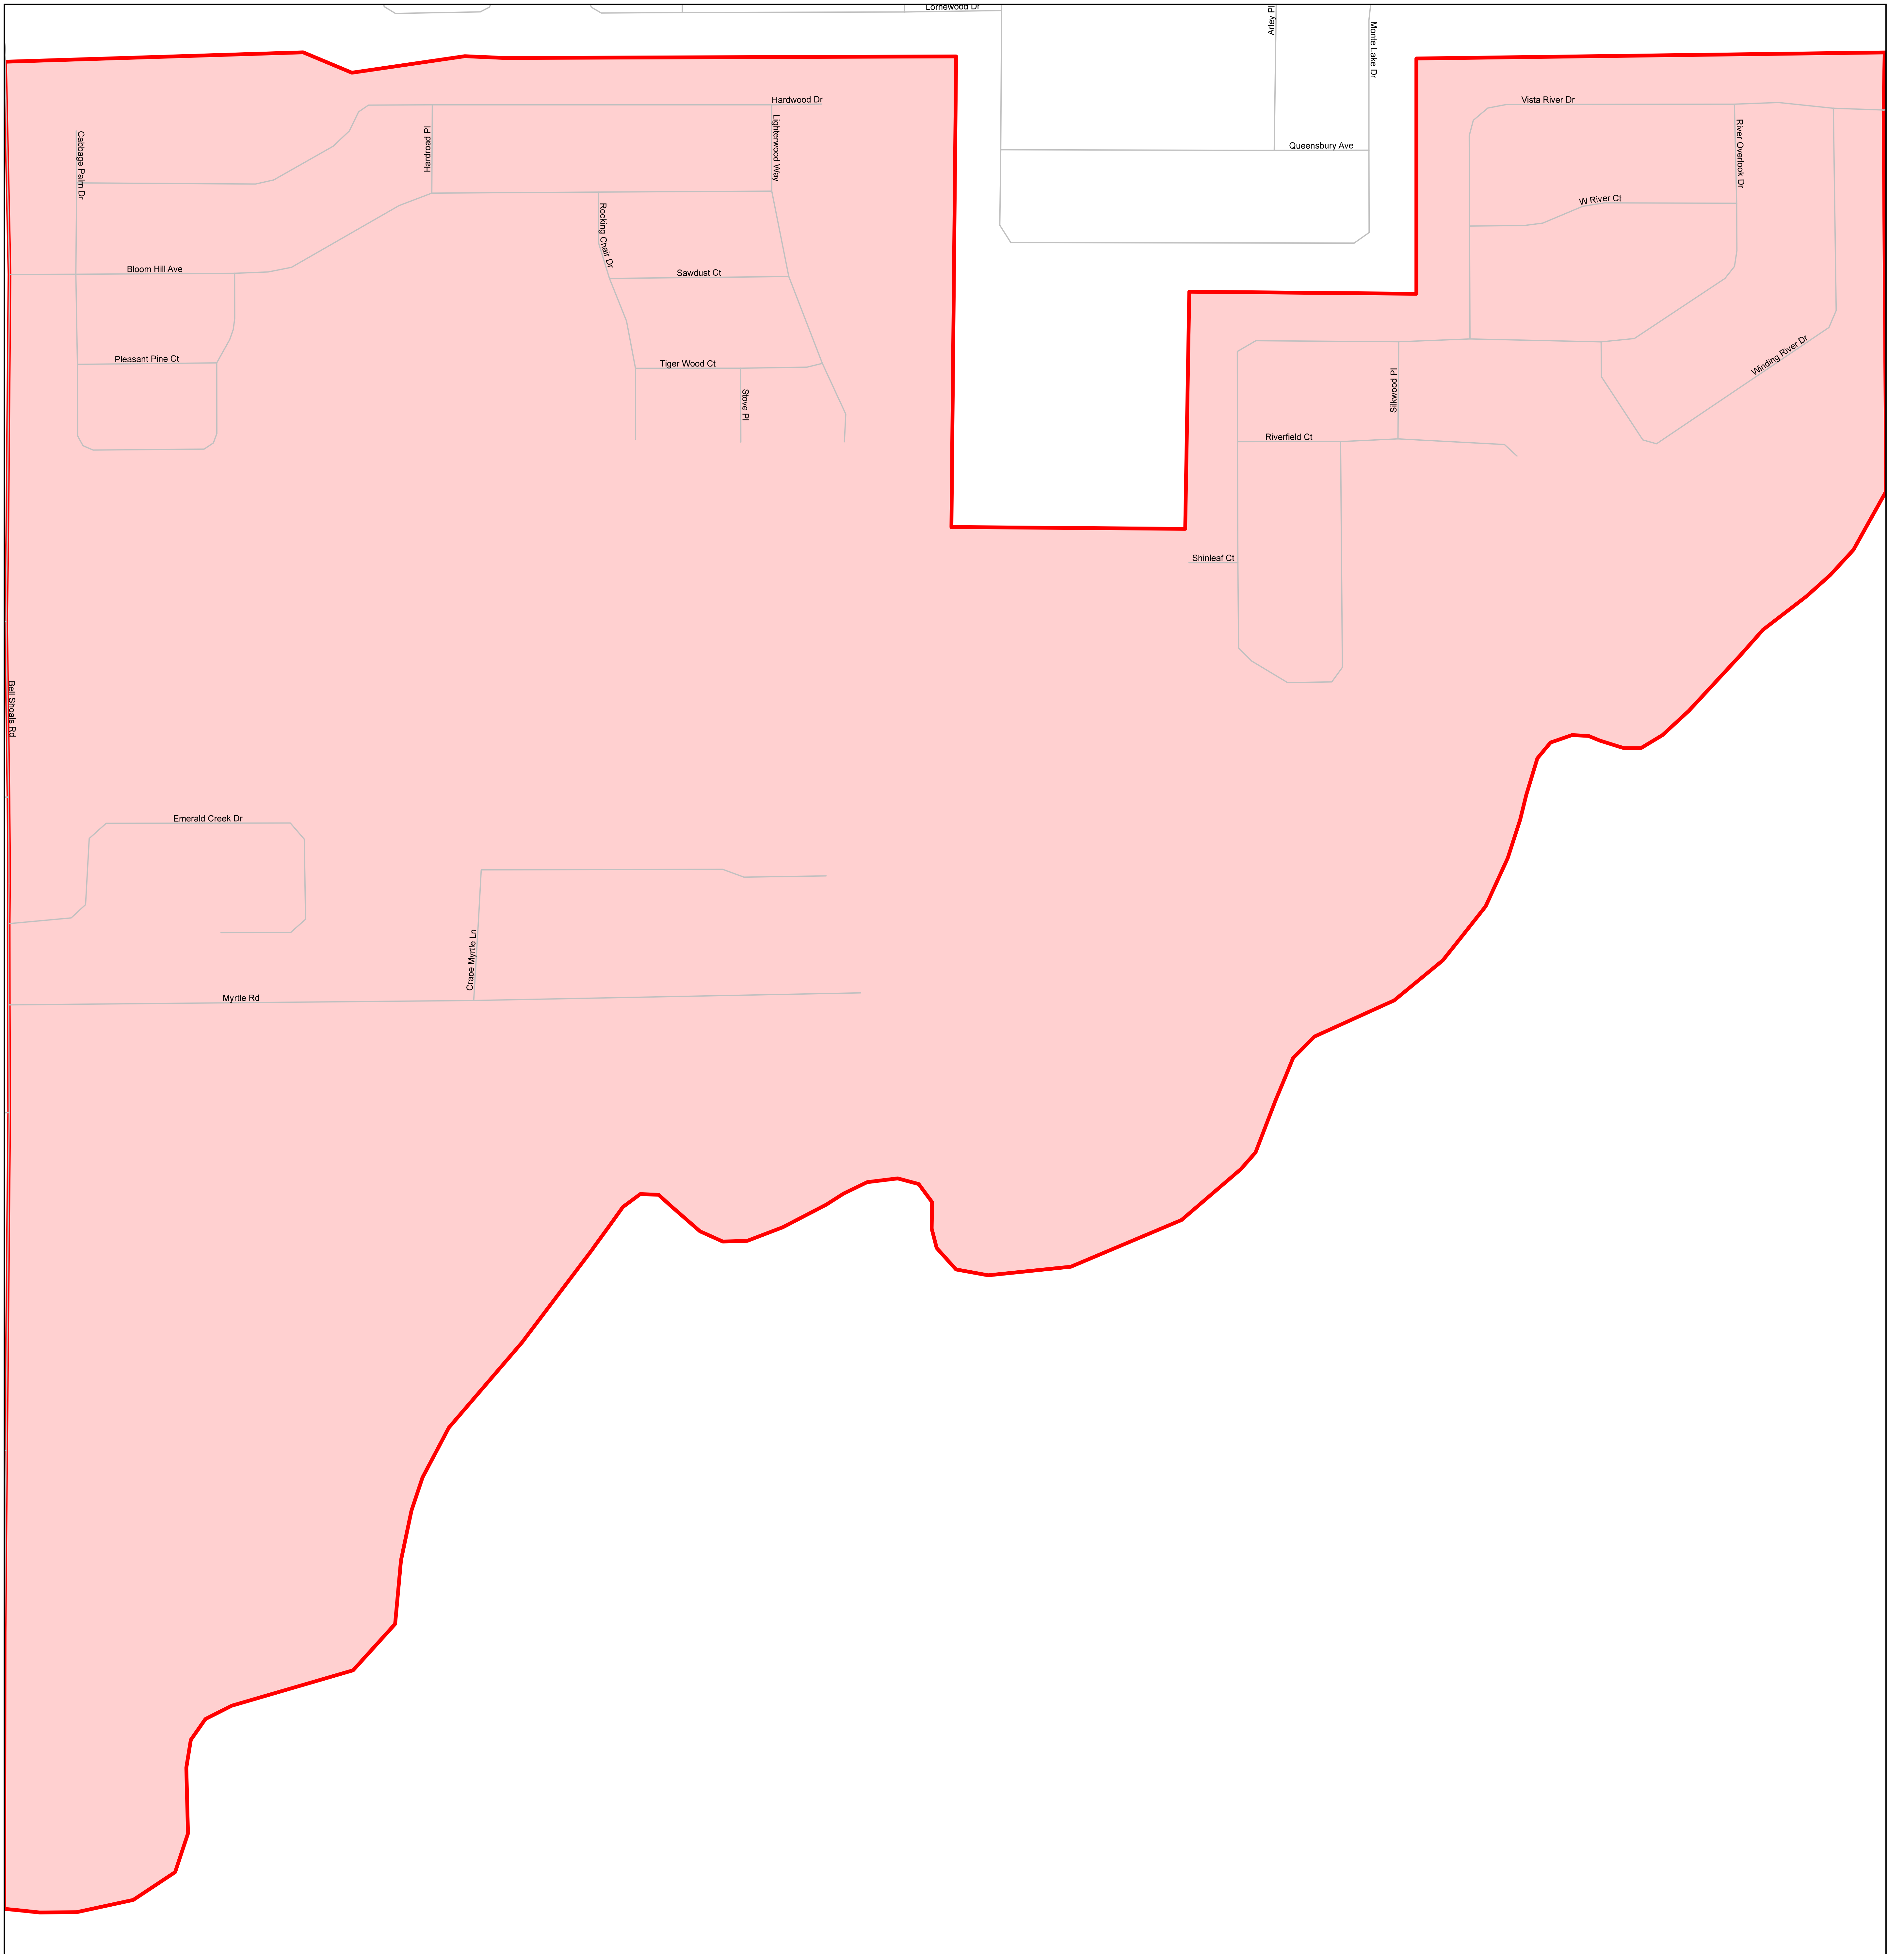 Lornewood Dr
Arley Pl
Monte Lake Dr
Hardwood Dr
Vista River Dr
Cabbage Palm Dr
Hardroad Pl
Lighterwood Way
Queensbury Ave
River Overlook Dr
W River Ct
Rocking Chair Dr
Bloom Hill Ave
Sawdust Ct
Pleasant Pine Ct
Tiger Wood Ct
Stove Pl
Silkwood Pl
Winding River Dr
Riverfield Ct
Shinleaf Ct
Bell Shoals Rd
Emerald Creek Dr
Crape Myrtle Ln
Myrtle Rd